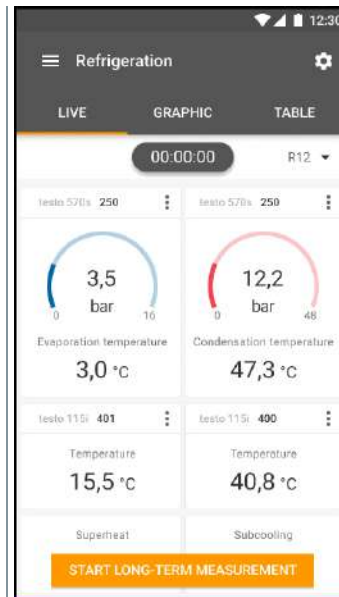 12:30
Refrigeration
LIVE GRAPHIC TABLE
00:00:00 R12
testo 570s 250 testo 570s 250
3,5 12,2
bar bar
0 16 0 48
Evaporation temperature Condensation temperature
3,0 °C 47,3 °C
testo 115i 401 testo 115i 400
Temperature Temperature
15,5 °C 40,8 °C
Superheat Subcooling
START LONG-TERM MEASUREMENT